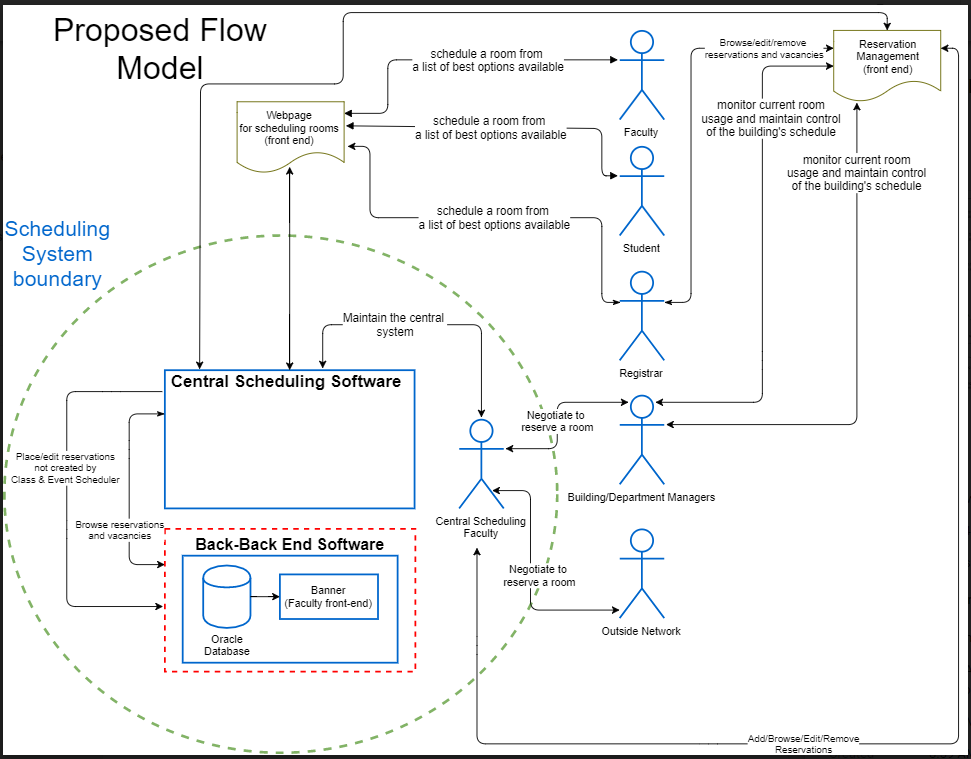 Proposed Flow
Model
schedule a room from
a list of best options available
Faculty
Browse/edit/remove
reservations and vacancies
Reservation
Management
(front end)
Webpage
for scheduling rooms
(front end)
schedule a room from
a list of best options available
Student
monitor current room
usage and maintain control
of the building's schedule
monitor current room
usage and maintain control
of the building's schedule
schedule a room from
a list of best options available
Registrar
Scheduling
System
boundary
Maintain the central
system
Central Scheduling Software
Negotiate to
reserve a room
Building/Department Managers
Place/edit reservations
not created by
Class & Event Scheduler
Browse reservations
and vacancies
Central Scheduling
Faculty
Back-Back End Software
Banner
(Faculty front-end)
Oracle
Database
Negotiate to
reserve a room
Outside Network
Add/Browse/Edit/Remove
Reservations